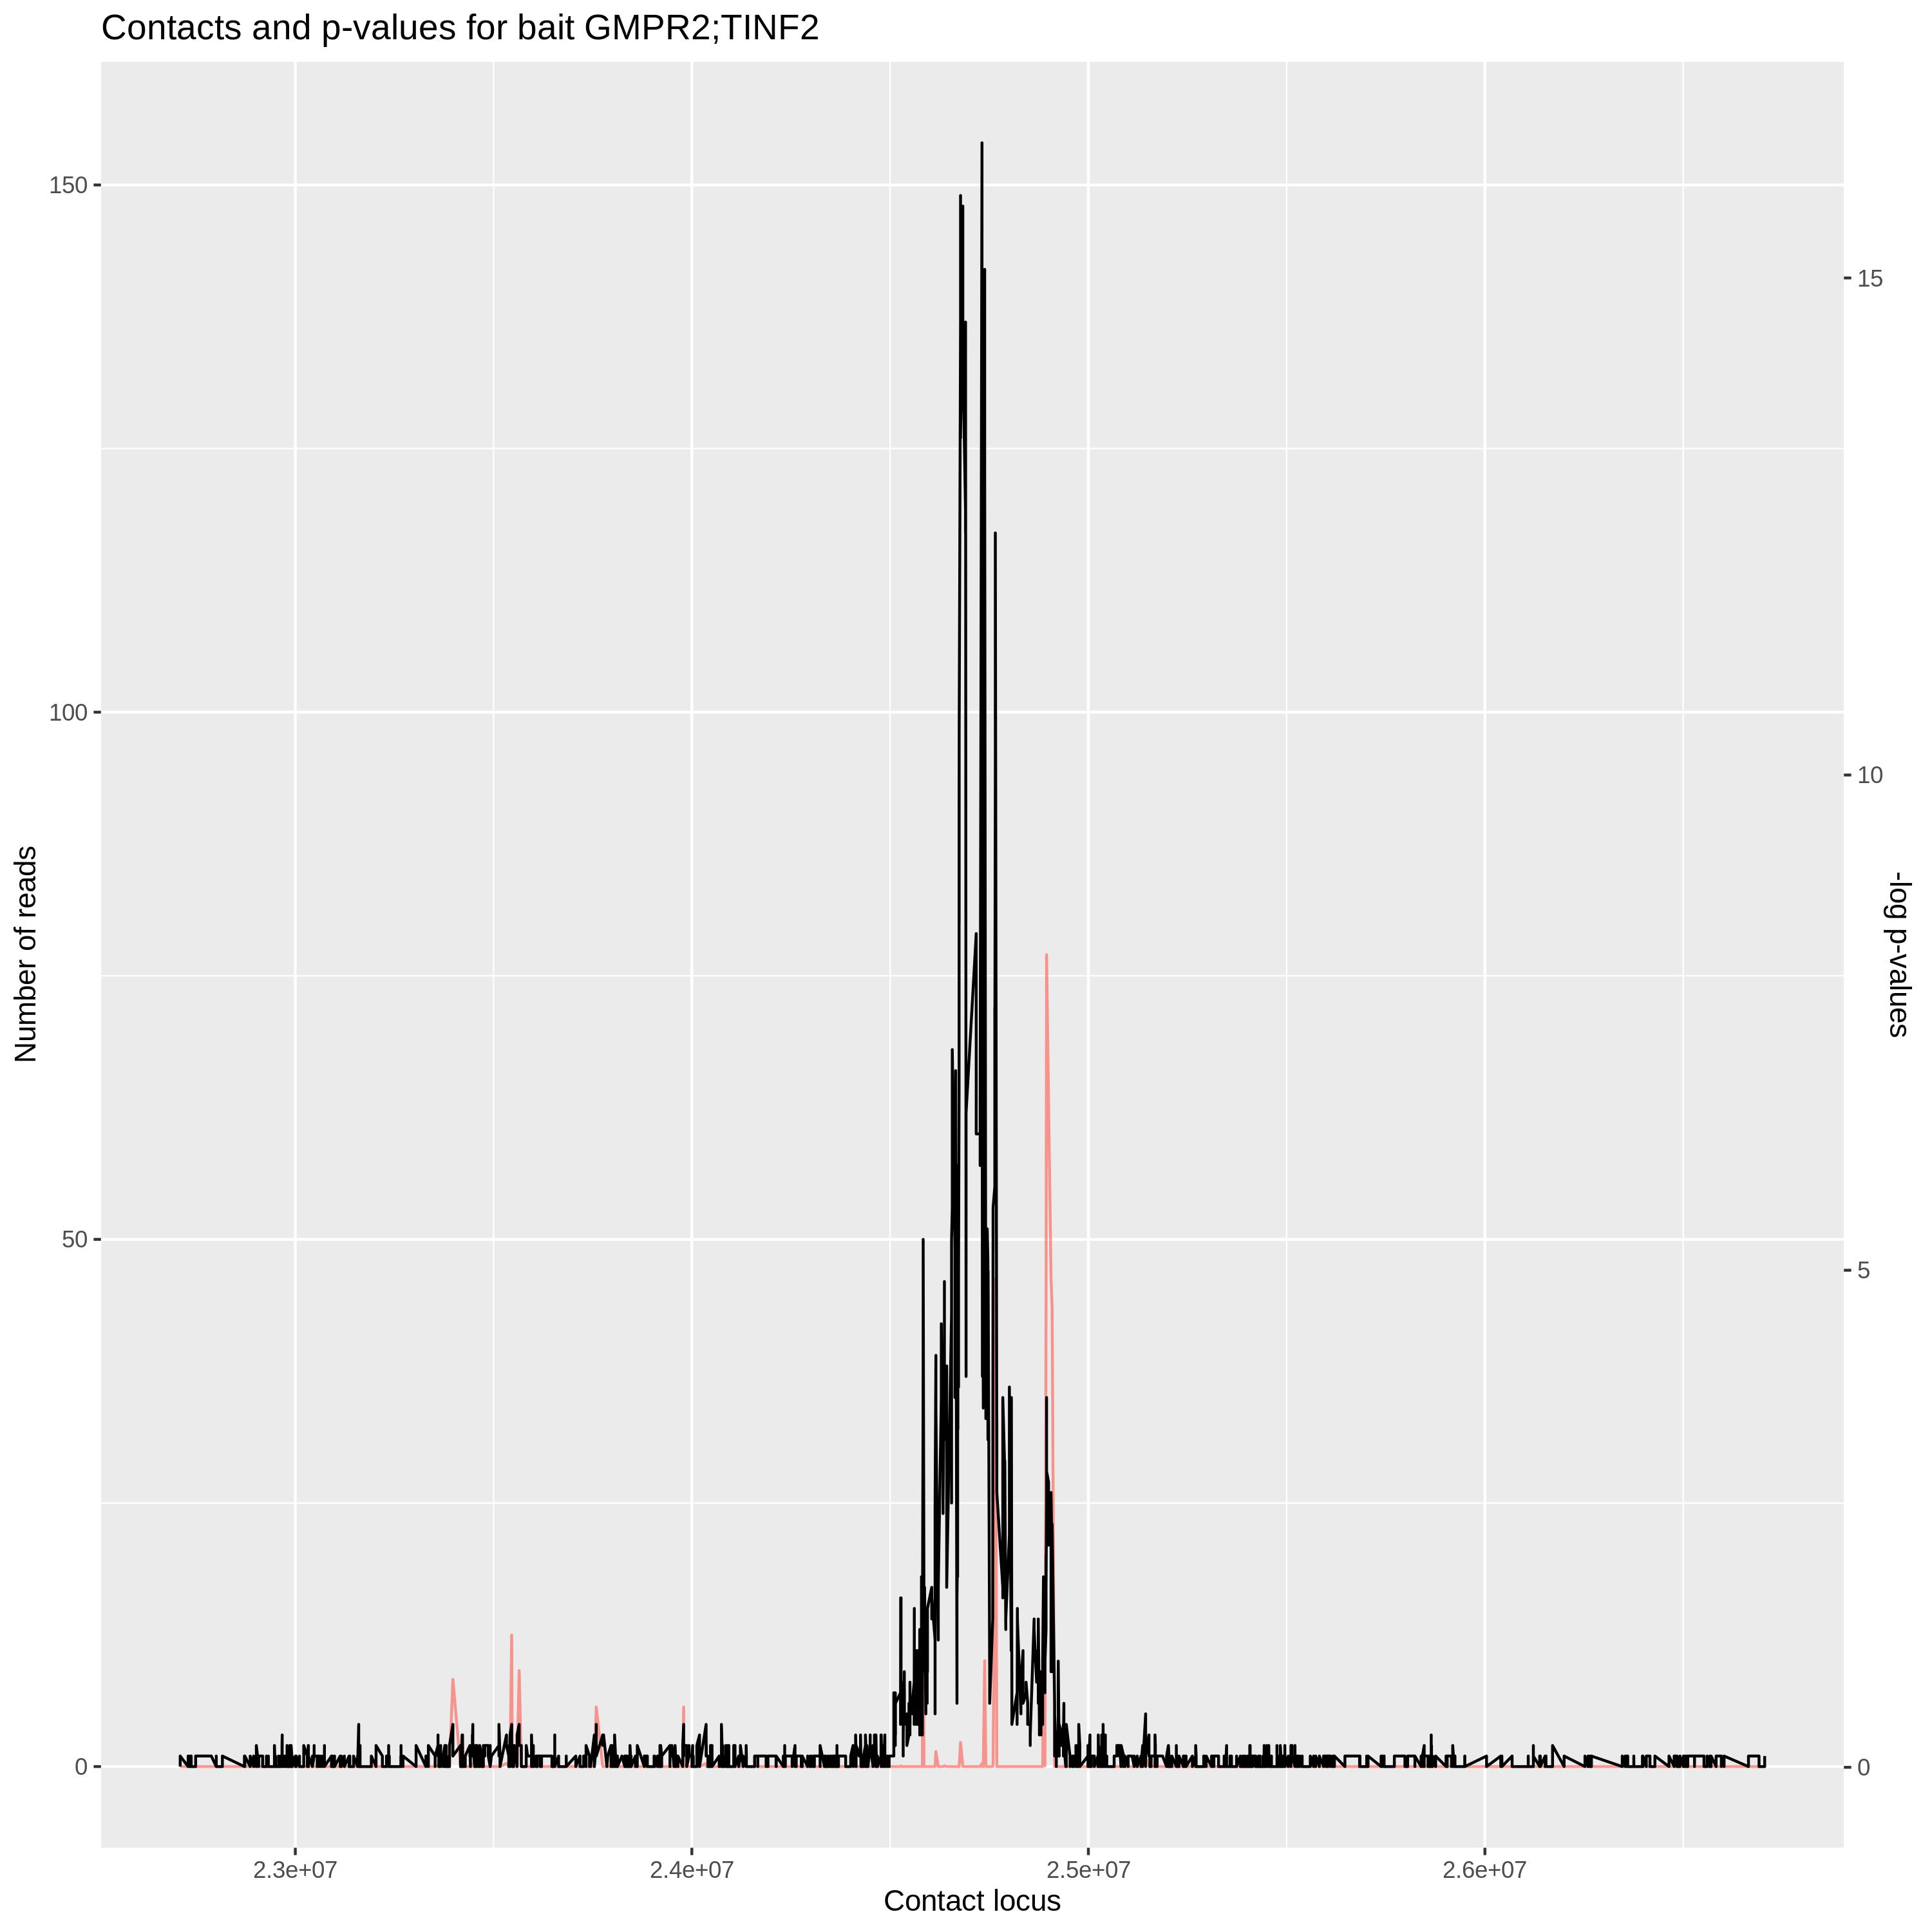 Contacts and p-values for bait GMPR2;TINF2
150
100
50
0
Number of reads
15
10
5
0
-log p-values
2.3e+07
2.4e+07
2.5e+07
2.6e+07
Contact locus